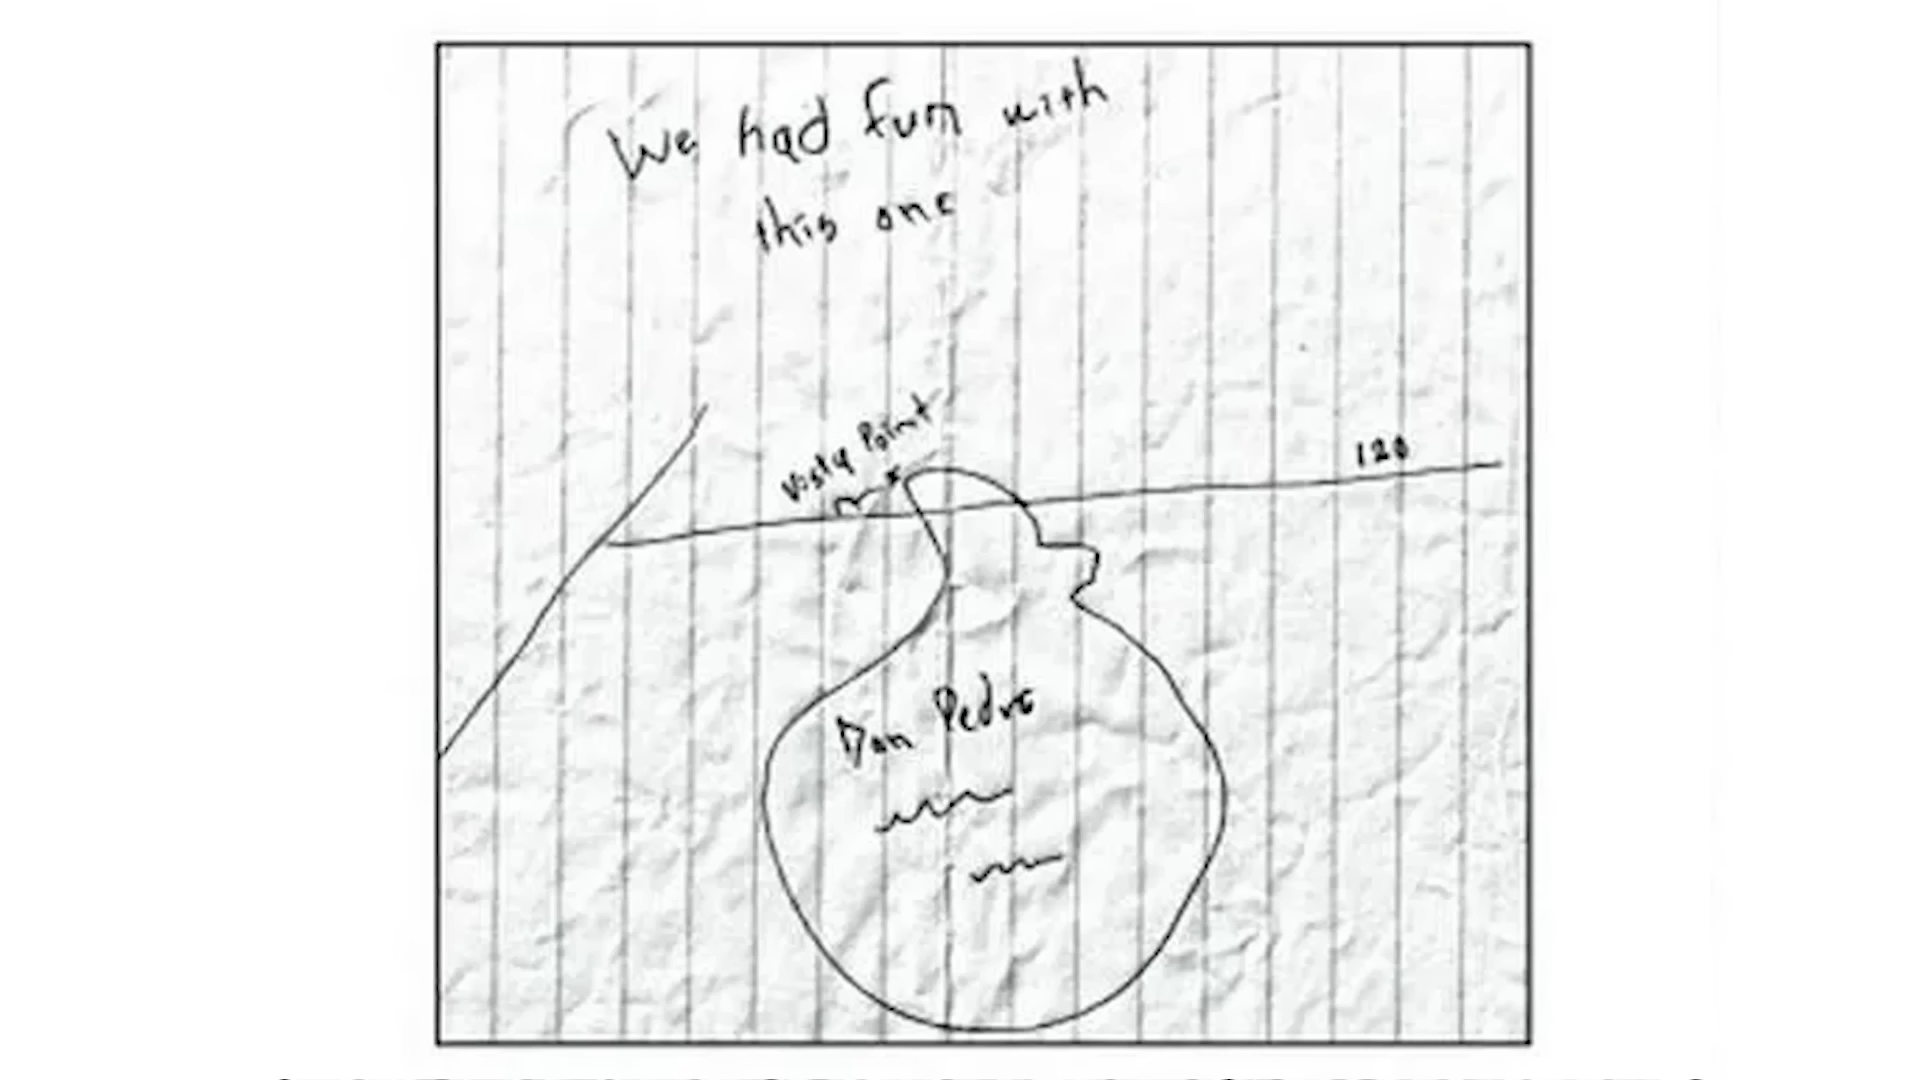 We had fun with
this one
Vista Point
120
Don Pedro